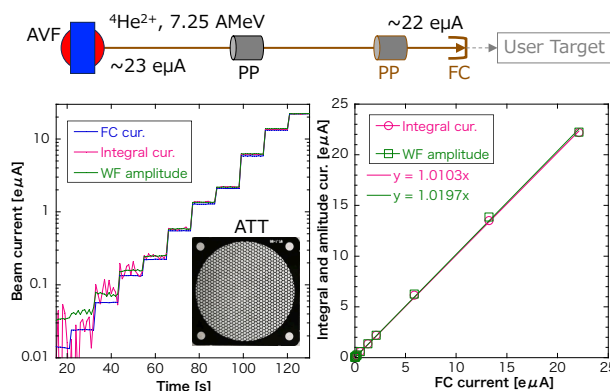 ⁴He²⁺, 7.25 AMeV
AVF
~22 eµA
~23 eµA
PP
PP
FC
User Target
FC cur.
Integral cur.
WF amplitude
ATT
10
1
0.1
0.01
Beam current [eµA]
20 40 60 80 100 120
Time [s]
Integral cur.
WF amplitude
y = 1.0103x
y = 1.0197x
25
20
15
10
5
0
Integral and amlitude cur. [eµA]
0 5 10 15 20 25
FC current [eµA]